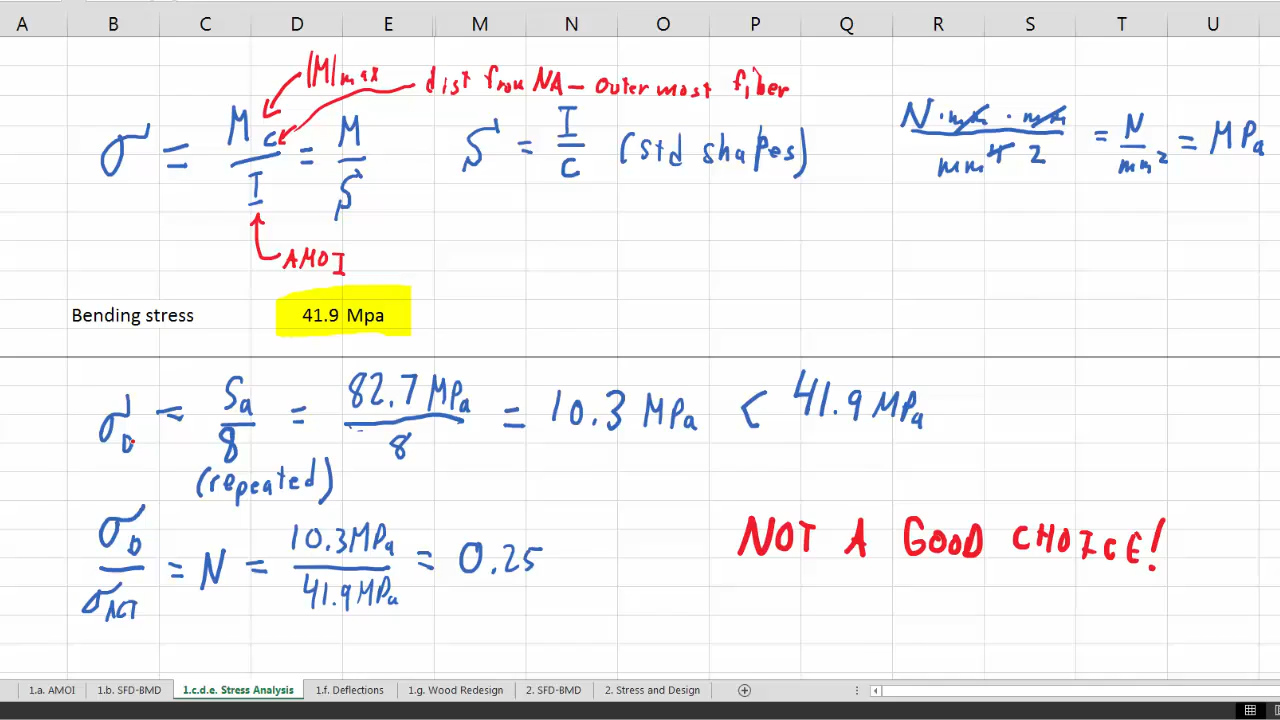 A B C D E M N O P Q R S T U
|M|max
dist from NA – outer most fiber
σ = M c / I = M / S
S = I / c (std shapes)
N · mm · mm / mm⁴ 2 = N / mm² = MPa
AMOI
Bending stress 41.9 Mpa
σD = Sa / 8 = 82.7 MPa / 8 = 10.3 MPa < 41.9 MPa
(repeated)
σD / σACT = N = 10.3MPa / 41.9MPa = 0.25
NOT A GOOD CHOICE!
1.a. AMOI 1.b. SFD-BMD 1.c.d.e. Stress Analysis 1.f. Deflections 1.g. Wood Redesign 2. SFD-BMD 2. Stress and Design